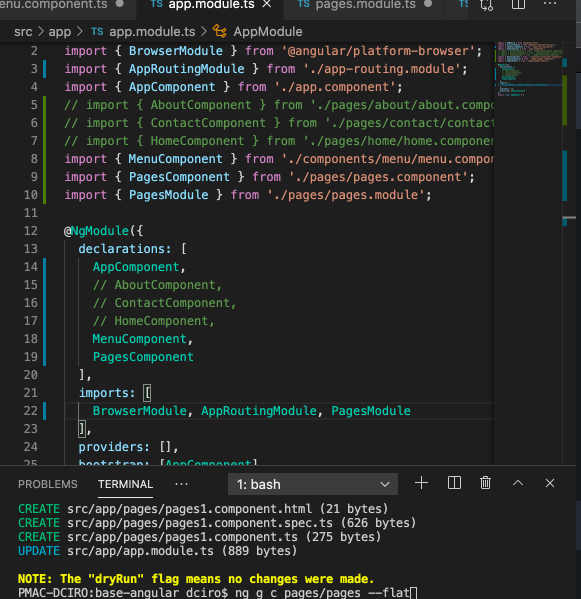 enu.component.ts
TS app.module.ts ×
TS pages.module.ts
TS
src > app > TS app.module.ts > AppModule
2 import { BrowserModule } from '@angular/platform-browser';
3 import { AppRoutingModule } from './app-routing.module';
4 import { AppComponent } from './app.component';
5 // import { AboutComponent } from './pages/about/about.compo
6 // import { ContactComponent } from './pages/contact/contact
7 // import { HomeComponent } from './pages/home/home.componen
8 import { MenuComponent } from './components/menu/menu.compon
9 import { PagesComponent } from './pages/pages.component';
10 import { PagesModule } from './pages/pages.module';
11
12 @NgModule({
13 declarations: [
14 AppComponent,
15 // AboutComponent,
16 // ContactComponent,
17 // HomeComponent,
18 MenuComponent,
19 PagesComponent
20 ],
21 imports: [
22 BrowserModule, AppRoutingModule, PagesModule
23 ],
24 providers: [],
25 bootstrap: [AppComponent]
PROBLEMS TERMINAL ··· 1: bash
CREATE src/app/pages/pages1.component.html (21 bytes)
CREATE src/app/pages/pages1.component.spec.ts (626 bytes)
CREATE src/app/pages/pages1.component.ts (275 bytes)
UPDATE src/app/app.module.ts (889 bytes)
NOTE: The "dryRun" flag means no changes were made.
PMAC-DCIRO:base-angular dciro$ ng g c pages/pages --flat